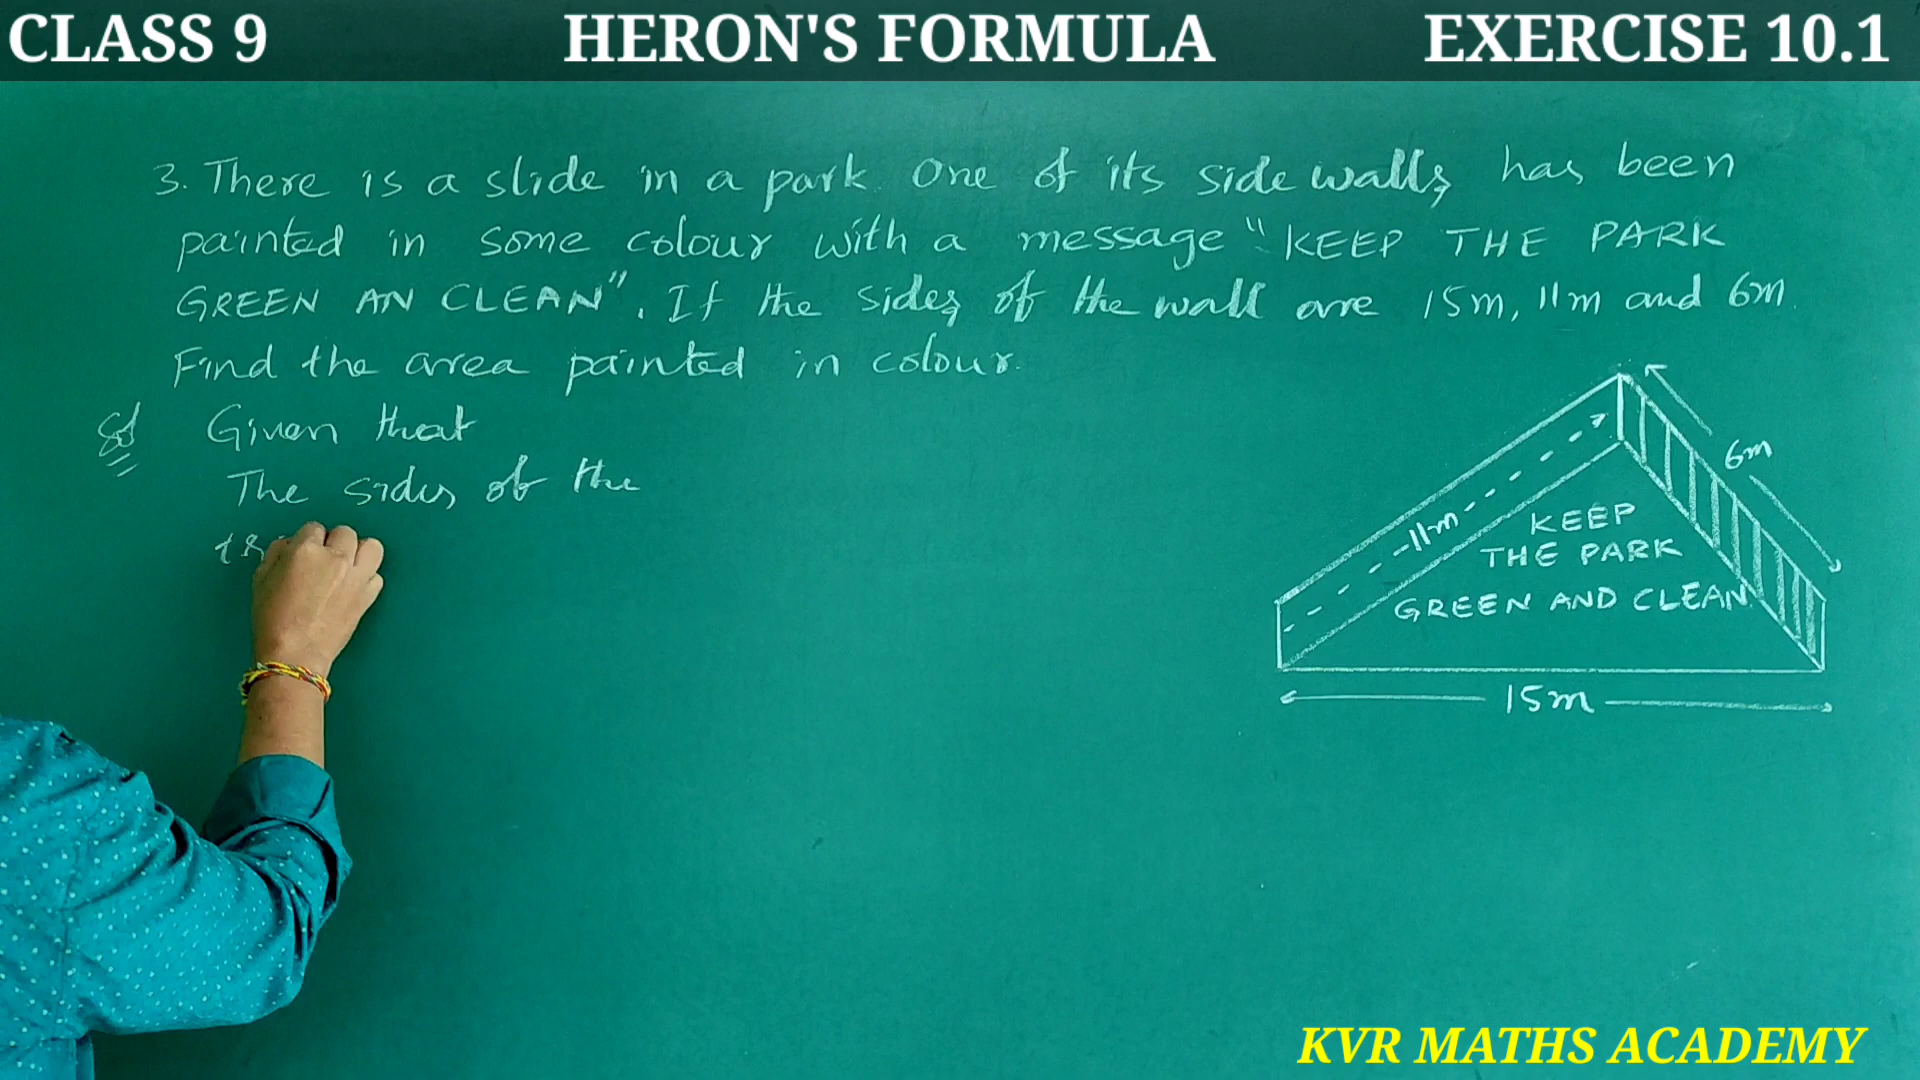 CLASS 9 HERON'S FORMULA EXERCISE 10.1
3. There is a slide in a park. One of its side walls has been
painted in some colour with a message "KEEP THE PARK
GREEN AN CLEAN". If the sides of the wall are 15m, 11m and 6m.
Find the area painted in colour.
Sol Given that
The sides of the
6m
11m
KEEP
THE PARK
GREEN AND CLEAN
15m
KVR MATHS ACADEMY